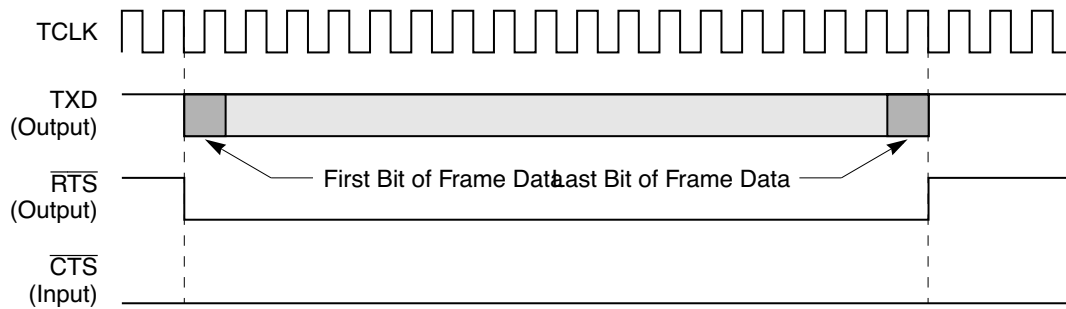 TCLK
TXD
(Output)
First Bit of Frame Data Last Bit of Frame Data
RTS
(Output)
CTS
(Input)